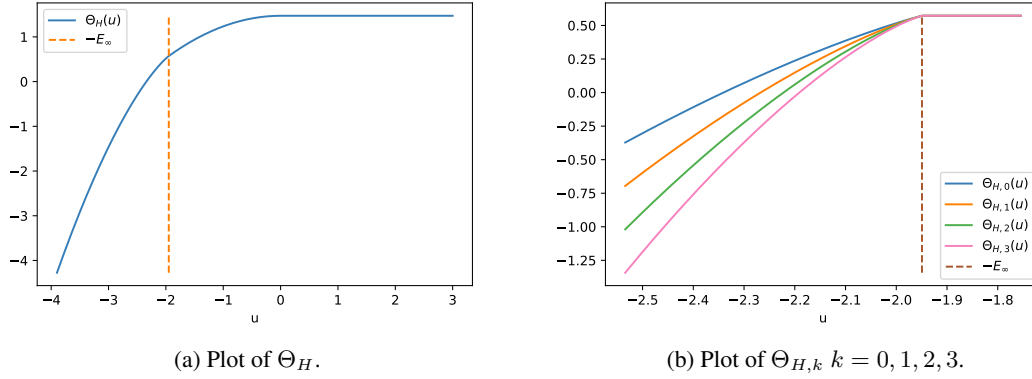 Θ_H(u)
−E_∞
1
0
−1
−2
−3
−4
−4 −3 −2 −1 0 1 2 3
u
(a) Plot of Θ_H.
0.50
0.25
0.00
−0.25
−0.50
−0.75
−1.00
−1.25
Θ_{H,0}(u)
Θ_{H,1}(u)
Θ_{H,2}(u)
Θ_{H,3}(u)
−E_∞
−2.5 −2.4 −2.3 −2.2 −2.1 −2.0 −1.9 −1.8
u
(b) Plot of Θ_{H,k} k = 0, 1, 2, 3.